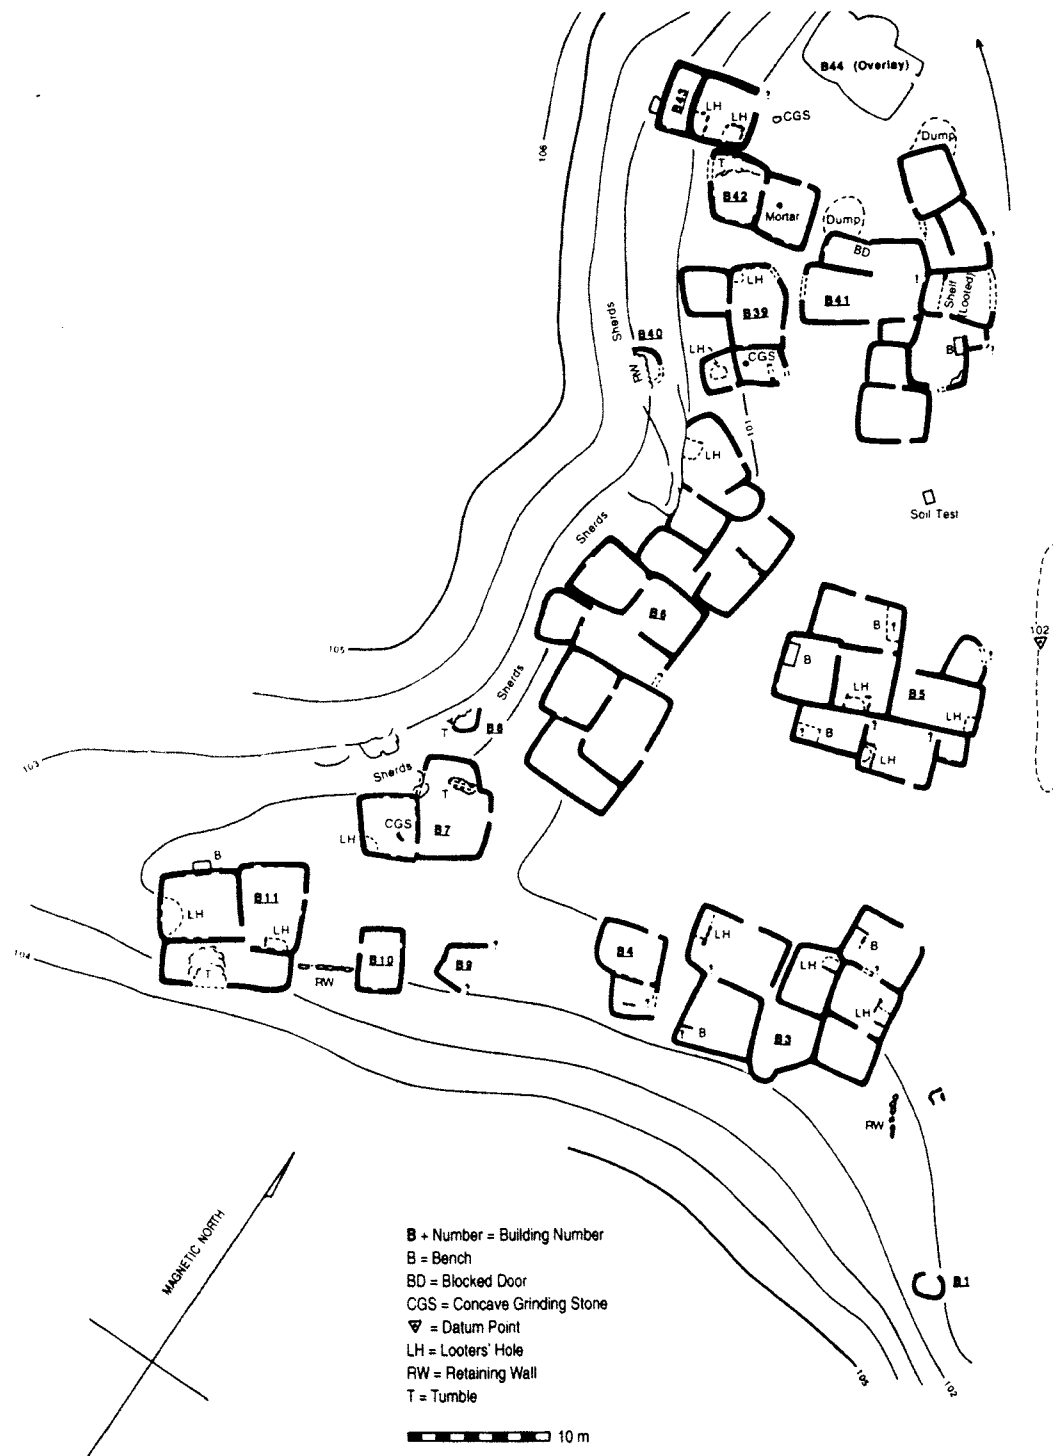 B44 (Overlay)
106
B43
LH
LH
?
CGS
Dump
T
B42
Mortar
Dump
BD
?
LH
B39
B41
?
Shelf
(Looted)
Sherds
B40
RW
LH
CGS
B
?
101
LH
Soil Test
Sherds
B6
102
B
?
B
LH
B5
?
LH
?
B
?
?
LH
105
Sherds
T
B8
103
Sherds
T
CGS
B7
LH
B
B11
LH
LH
T
RW
B10
B9
?
?
104
B4
?
LH
?
B
LH
?
LH
?
B
B3
RW
B1
MAGNETIC NORTH
105
102
B + Number = Building Number
B = Bench
BD = Blocked Door
CGS = Concave Grinding Stone
= Datum Point
LH = Looters' Hole
RW = Retaining Wall
T = Tumble
10 m